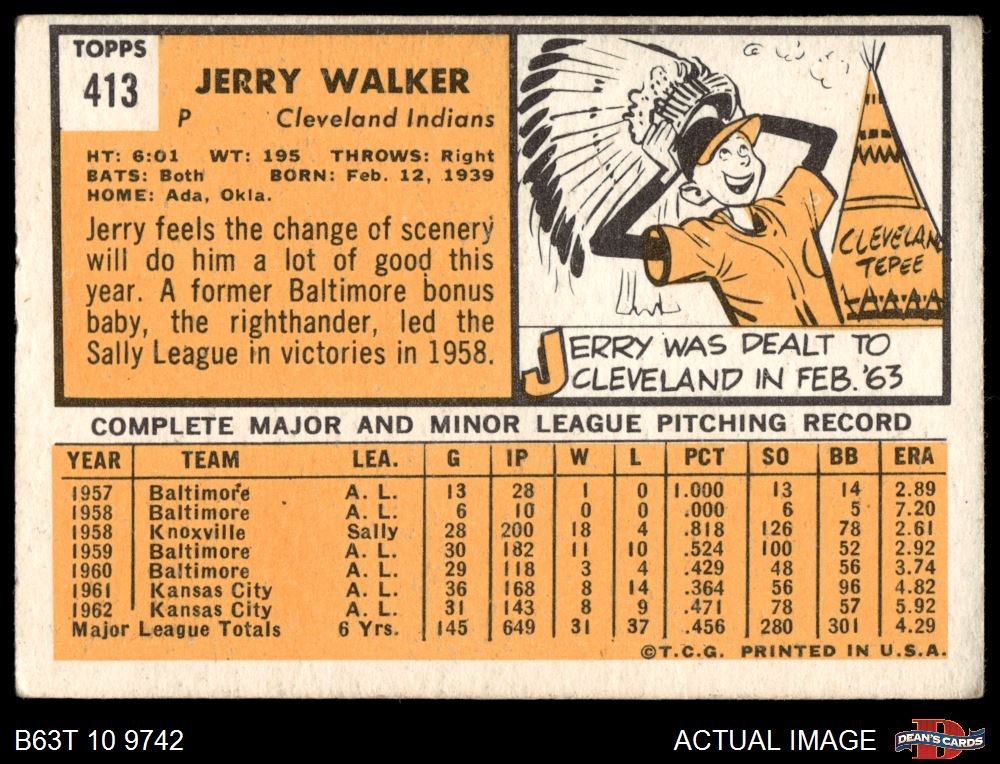 TOPPS
413
JERRY WALKER
P Cleveland Indians
HT: 6:01 WT: 195 THROWS: Right
BATS: Both BORN: Feb. 12, 1939
HOME: Ada, Okla.
Jerry feels the change of scenery
will do him a lot of good this
year. A former Baltimore bonus
baby, the righthander, led the
Sally League in victories in 1958.
CLEVELAN
TEPEE
JERRY WAS DEALT TO
CLEVELAND IN FEB. '63
COMPLETE MAJOR AND MINOR LEAGUE PITCHING RECORD
YEAR TEAM LEA. G IP W L PCT SO BB ERA
1957 Baltimore A. L. 13 28 1 0 1.000 13 14 2.89
1958 Baltimore A. L. 6 10 0 0 .000 6 5 7.20
1958 Knoxville Sally 28 200 18 4 .818 126 78 2.61
1959 Baltimore A. L. 30 182 11 10 .524 100 52 2.92
1960 Baltimore A. L. 29 118 3 4 .429 48 56 3.74
1961 Kansas City A. L. 36 168 8 14 .364 56 96 4.82
1962 Kansas City A. L. 31 143 8 9 .471 78 57 5.92
Major League Totals 6 Yrs. 145 649 31 37 .456 280 301 4.29
©T.C.G. PRINTED IN U.S.A.
B63T 10 9742 ACTUAL IMAGE DEAN'S CARDS